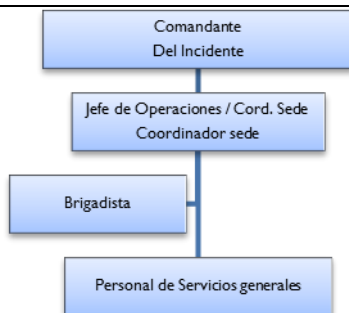 Comandante
Del Incidente
Jefe de Operaciones / Cord. Sede
Coordinador sede
Brigadista
Personal de Servicios generales